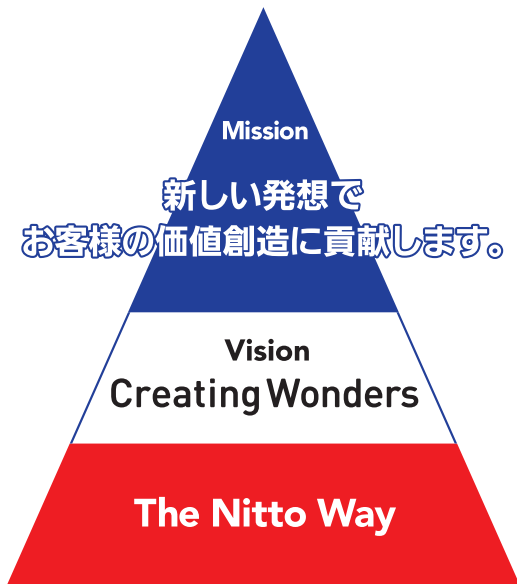 Mission
新しい発想で
お客様の価値創造に貢献します。
Vision
Creating Wonders
The Nitto Way